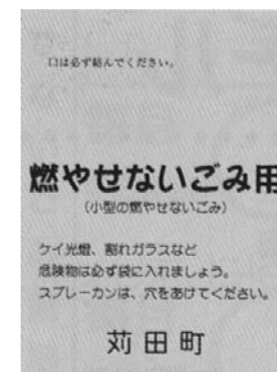 口は必ず結んでください。
燃やせないごみ用
(小型の燃やせないごみ)
ケイ光燈、割れガラスなど
危険物は必ず袋に入れましょう。
スプレーカンは、穴をあけてください。
苅田町